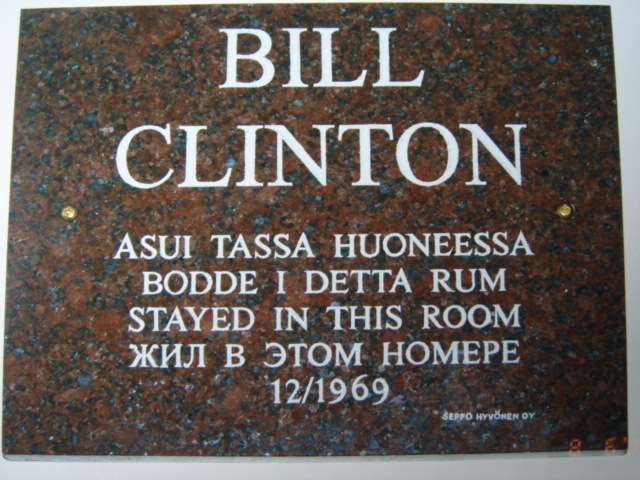 BILL
CLINTON
ASUI TASSA HUONEESSA
BODDE I DETTA RUM
STAYED IN THIS ROOM
ЖИЛ В ЭТОМ НОМЕРЕ
12/1969
SEPPO HYVÖNEN OY